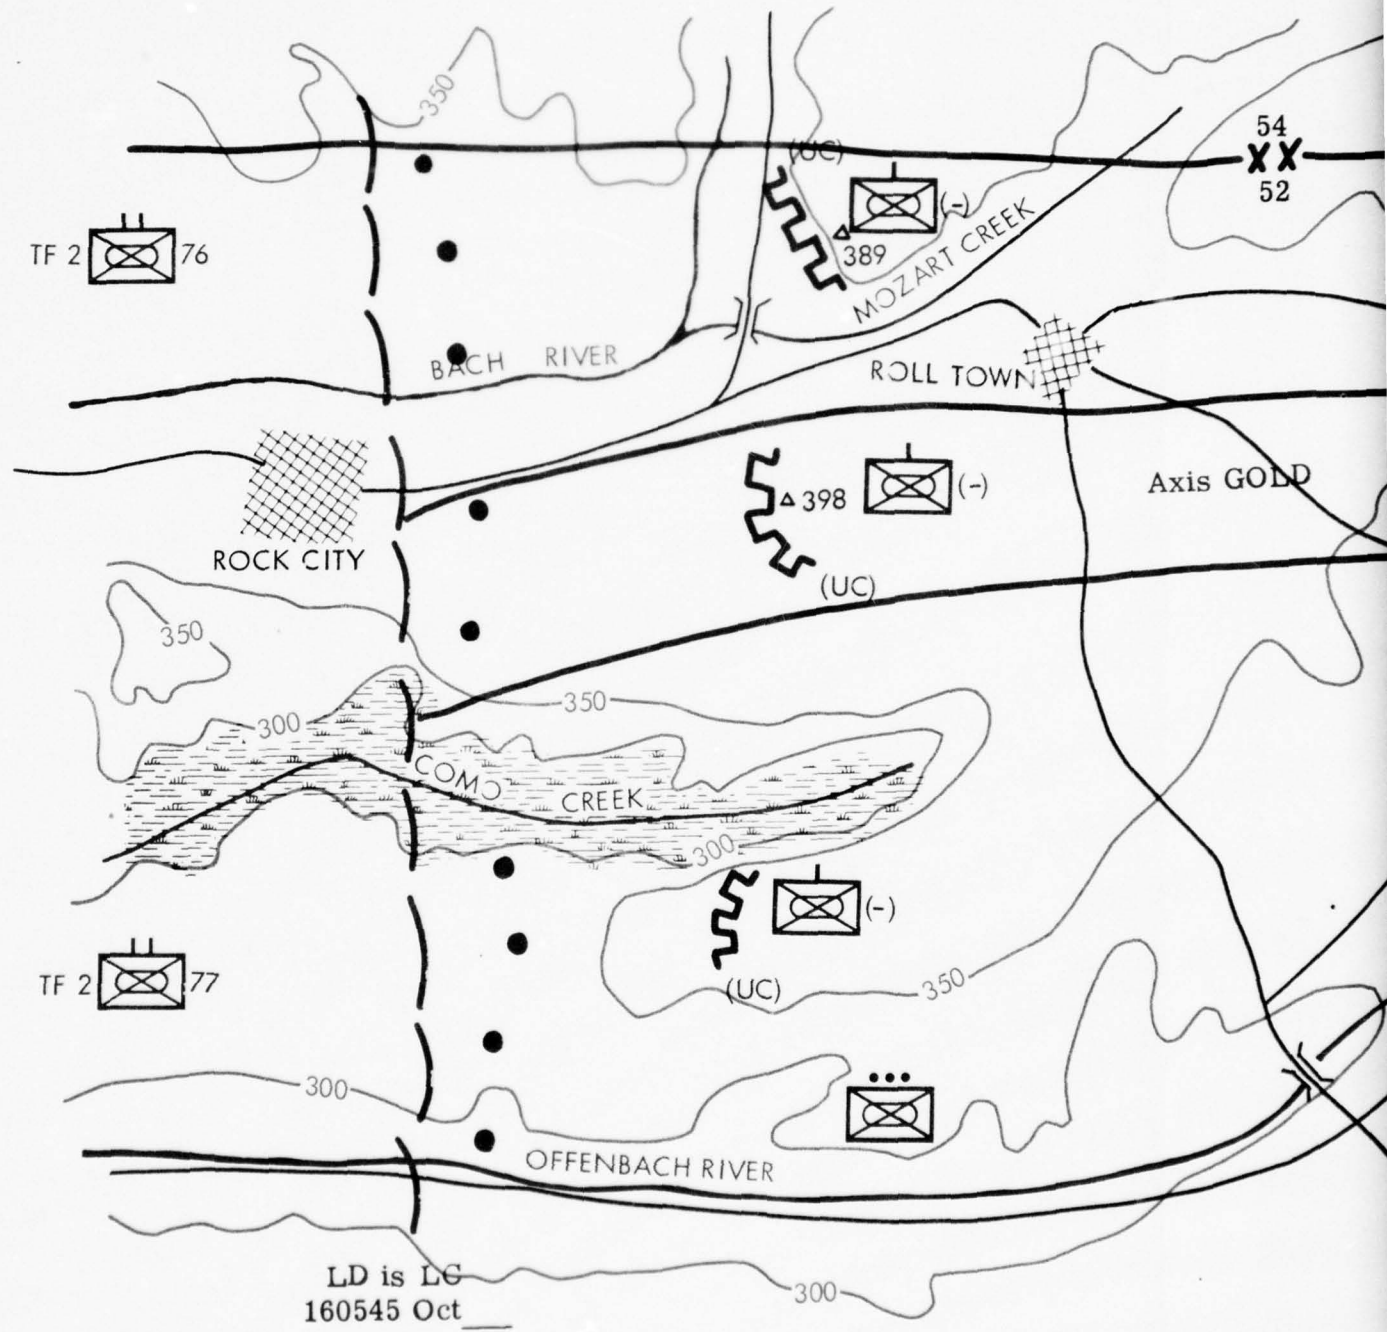 350
54
XX
52
(UC)
(-)
TF 2 76
389
MOZART CREEK
BACH RIVER
ROLL TOWN
398
(-)
Axis GOLD
ROCK CITY
(UC)
350
350
300
COMO CREEK
300
(-)
TF 2 77
(UC)
350
300
OFFENBACH RIVER
LD is LC
160545 Oct __
300